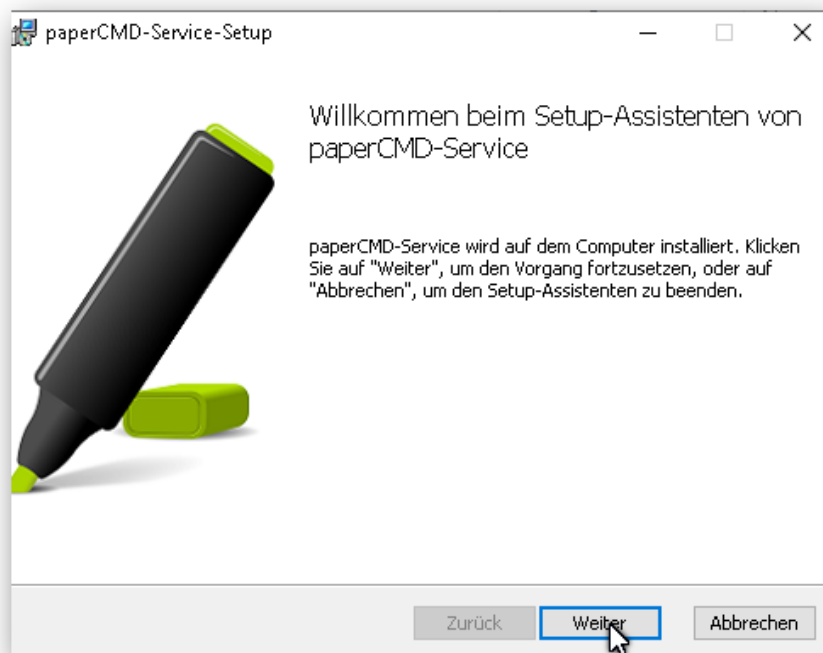 paperCMD-Service-Setup
Willkommen beim Setup-Assistenten von
paperCMD-Service
paperCMD-Service wird auf dem Computer installiert. Klicken
Sie auf "Weiter", um den Vorgang fortzusetzen, oder auf
"Abbrechen", um den Setup-Assistenten zu beenden.
Zurück
Weiter
Abbrechen